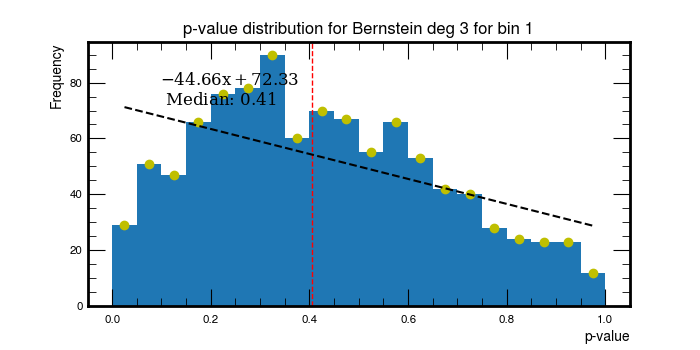 p-value distribution for Bernstein deg 3 for bin 1
Frequency
80
60
40
20
0
−44.66x + 72.33
Median: 0.41
0.0 0.2 0.4 0.6 0.8 1.0
p-value